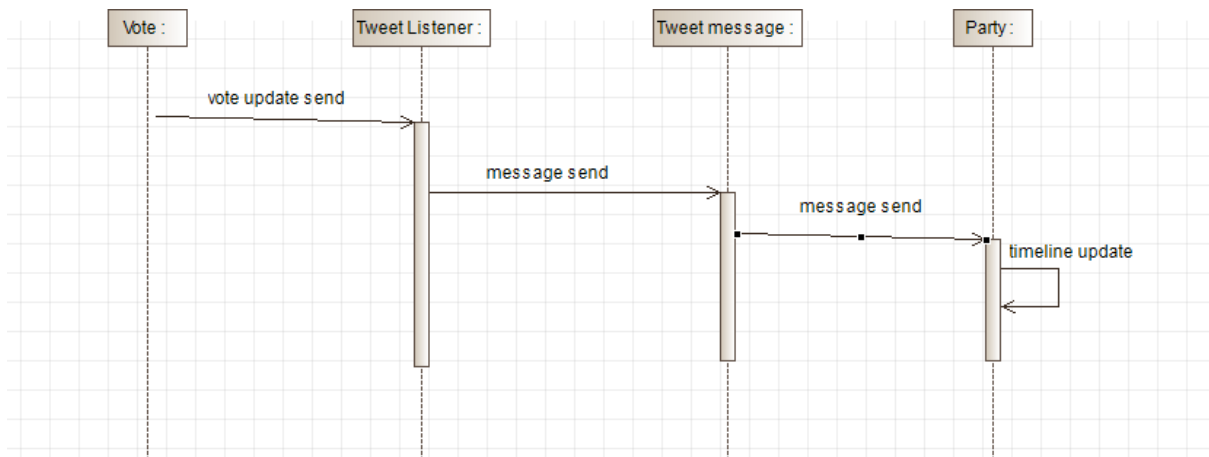 Vote :
Tweet Listener :
Tweet message :
Party :
vote update send
message send
message send
timeline update